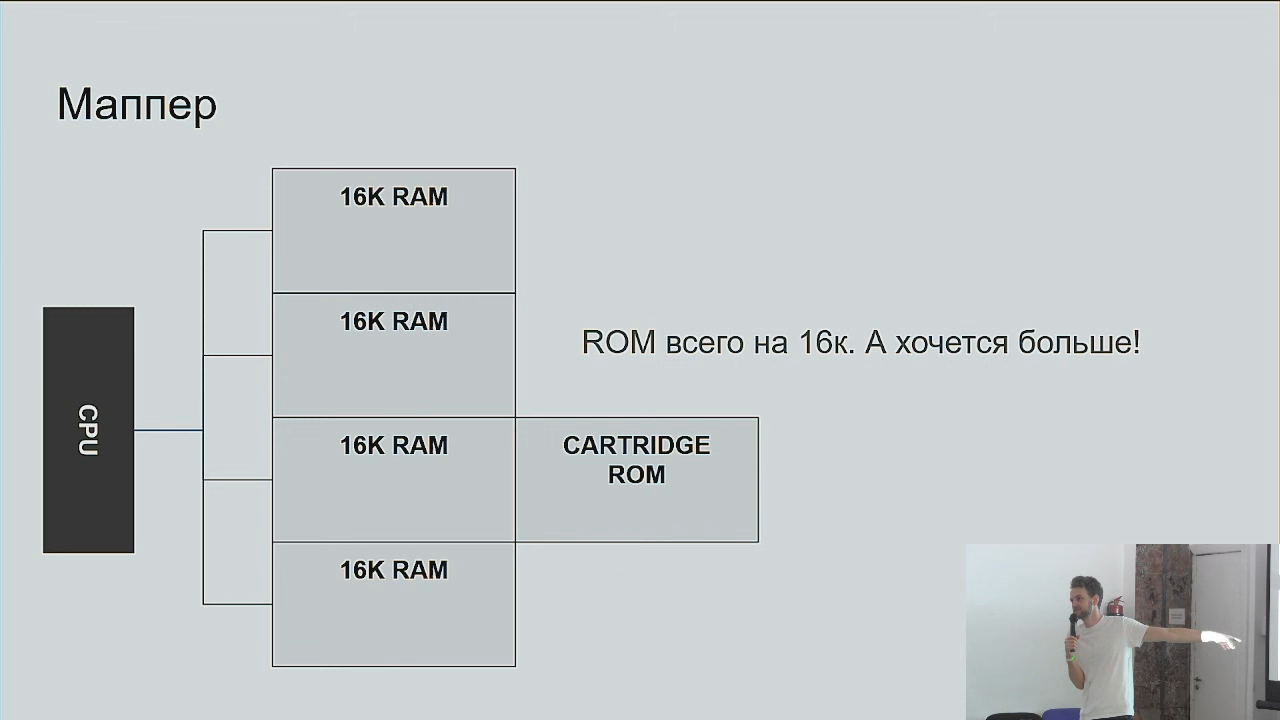 Маппер
16K RAM
16K RAM
ROM всего на 16к. А хочется больше!
CPU
16K RAM
CARTRIDGE
ROM
16K RAM